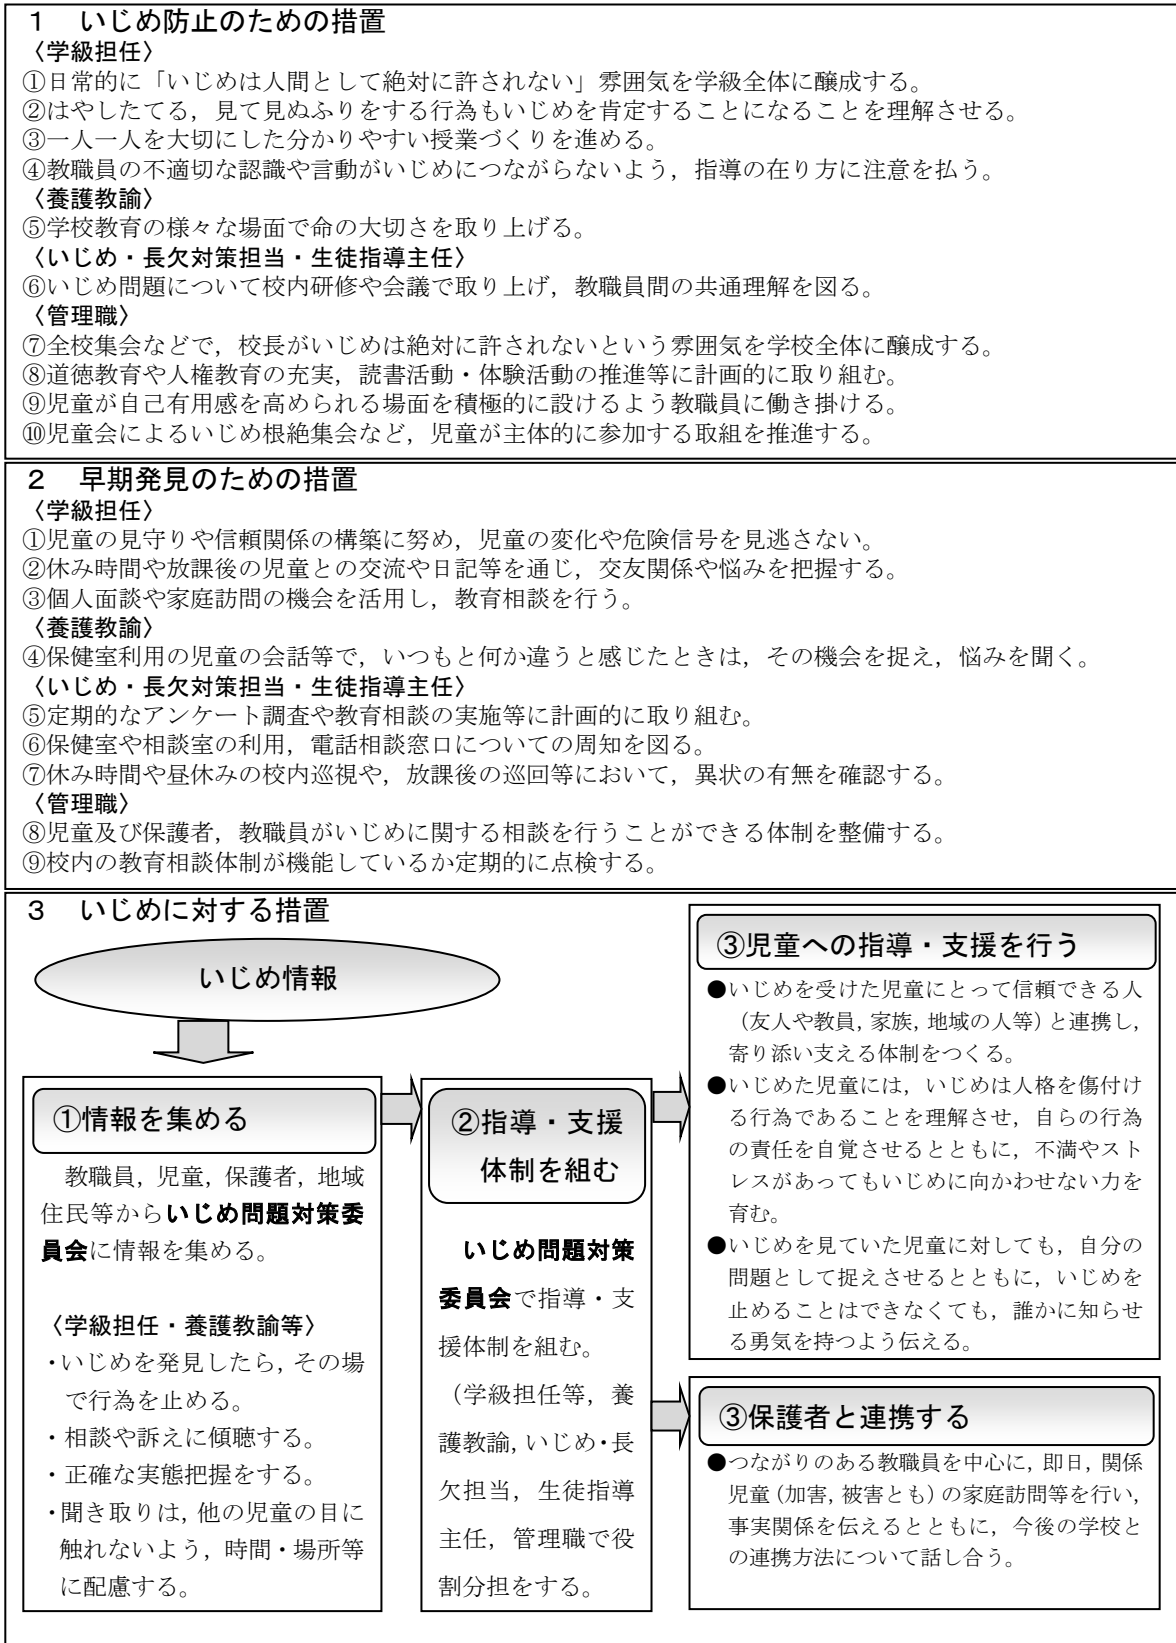 １　いじめ防止のための措置
〈学級担任〉
①日常的に「いじめは人間として絶対に許されない」雰囲気を学級全体に醸成する。
②はやしたてる，見て見ぬふりをする行為もいじめを肯定することになることを理解させる。
③一人一人を大切にした分かりやすい授業づくりを進める。
④教職員の不適切な認識や言動がいじめにつながらないよう，指導の在り方に注意を払う。
〈養護教諭〉
⑤学校教育の様々な場面で命の大切さを取り上げる。
〈いじめ・長欠対策担当・生徒指導主任〉
⑥いじめ問題について校内研修や会議で取り上げ，教職員間の共通理解を図る。
〈管理職〉
⑦全校集会などで，校長がいじめは絶対に許されないという雰囲気を学校全体に醸成する。
⑧道徳教育や人権教育の充実，読書活動・体験活動の推進等に計画的に取り組む。
⑨児童が自己有用感を高められる場面を積極的に設けるよう教職員に働き掛ける。
⑩児童会によるいじめ根絶集会など，児童が主体的に参加する取組を推進する。
２　早期発見のための措置
〈学級担任〉
①児童の見守りや信頼関係の構築に努め，児童の変化や危険信号を見逃さない。
②休み時間や放課後の児童との交流や日記等を通じ，交友関係や悩みを把握する。
③個人面談や家庭訪問の機会を活用し，教育相談を行う。
〈養護教諭〉
④保健室利用の児童の会話等で，いつもと何か違うと感じたときは，その機会を捉え，悩みを聞く。
〈いじめ・長欠対策担当・生徒指導主任〉
⑤定期的なアンケート調査や教育相談の実施等に計画的に取り組む。
⑥保健室や相談室の利用，電話相談窓口についての周知を図る。
⑦休み時間や昼休みの校内巡視や，放課後の巡回等において，異状の有無を確認する。
〈管理職〉
⑧児童及び保護者，教職員がいじめに関する相談を行うことができる体制を整備する。
⑨校内の教育相談体制が機能しているか定期的に点検する。
３　いじめに対する措置
いじめ情報
①情報を集める
教職員，児童，保護者，地域
住民等からいじめ問題対策委
員会に情報を集める。
〈学級担任・養護教諭等〉
・いじめを発見したら，その場
で行為を止める。
・相談や訴えに傾聴する。
・正確な実態把握をする。
・聞き取りは，他の児童の目に
触れないよう，時間・場所等
に配慮する。
②指導・支援
体制を組む
いじめ問題対策
委員会で指導・支
援体制を組む。
（学級担任等，養
護教諭，いじめ・長
欠担当，生徒指導
主任，管理職で役
割分担をする。
③児童への指導・支援を行う
●いじめを受けた児童にとって信頼できる人
（友人や教員，家族，地域の人等）と連携し，
寄り添い支える体制をつくる。
●いじめた児童には，いじめは人格を傷付け
る行為であることを理解させ，自らの行為
の責任を自覚させるとともに，不満やスト
レスがあってもいじめに向かわせない力を
育む。
●いじめを見ていた児童に対しても，自分の
問題として捉えさせるとともに，いじめを
止めることはできなくても，誰かに知らせ
る勇気を持つよう伝える。
③保護者と連携する
●つながりのある教職員を中心に，即日，関係
児童（加害，被害とも）の家庭訪問等を行い，
事実関係を伝えるとともに，今後の学校と
の連携方法について話し合う。